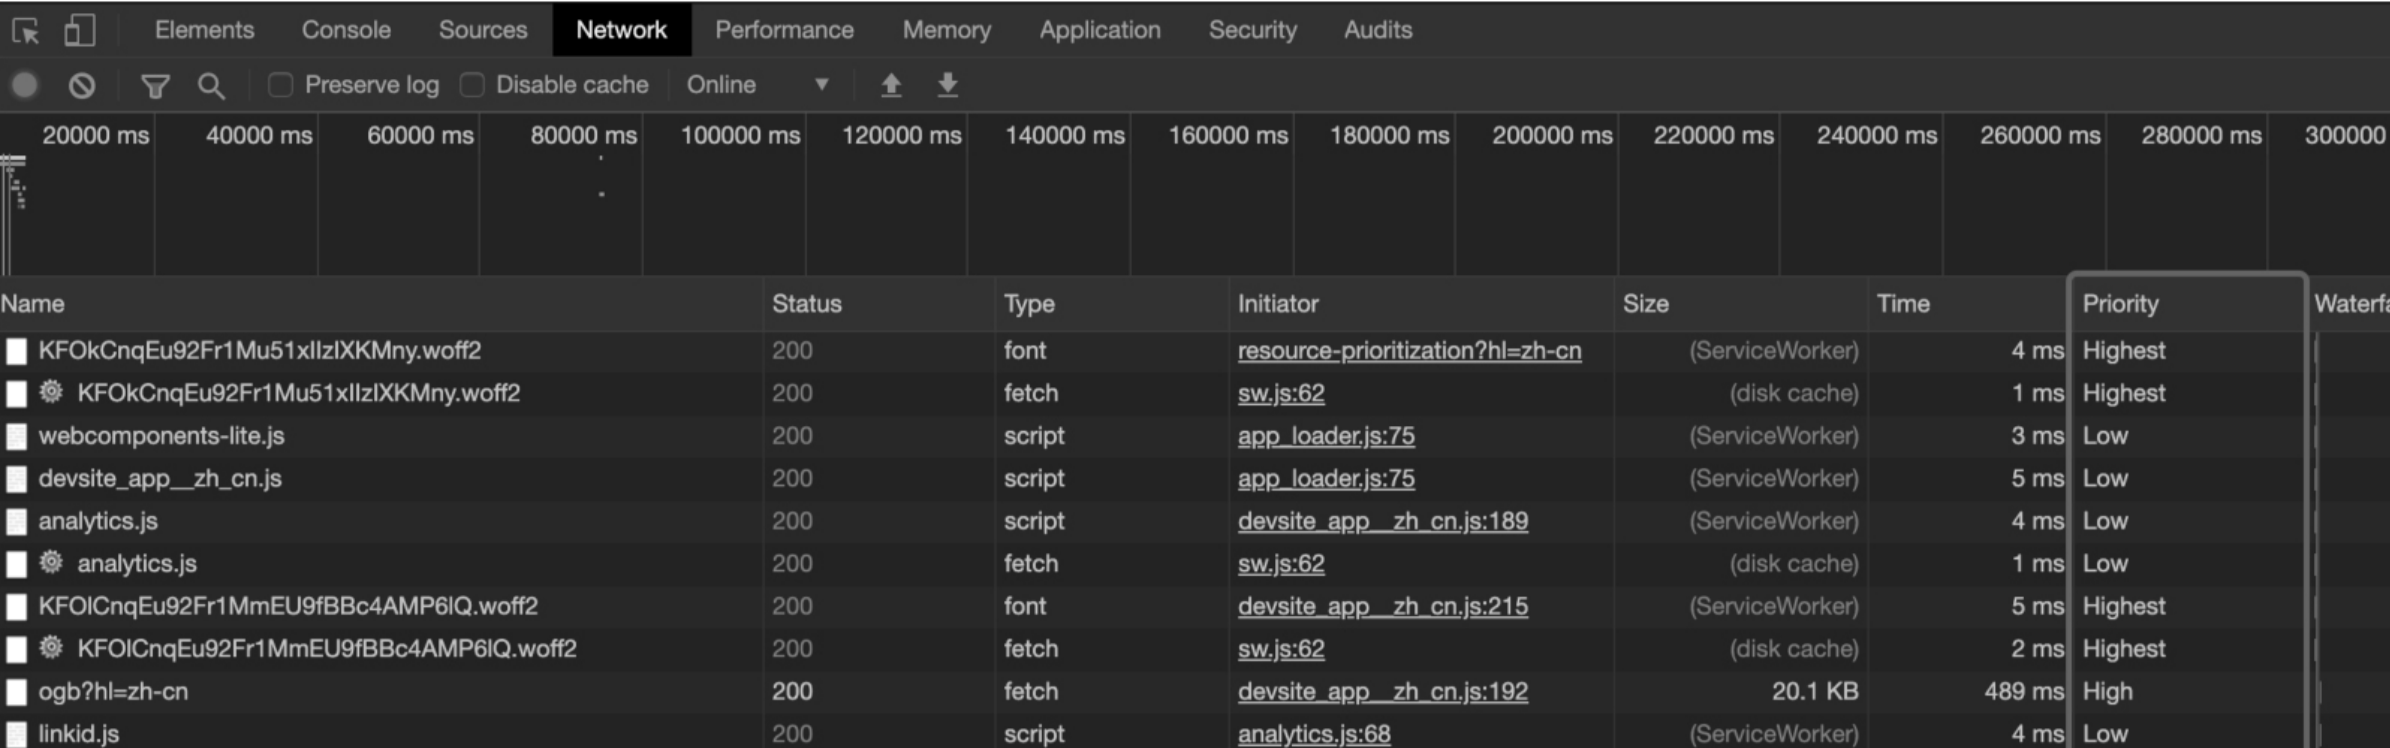 Elements Console Sources Network Performance Memory Application Security Audits
Preserve log Disable cache Online
20000 ms 40000 ms 60000 ms 80000 ms 100000 ms 120000 ms 140000 ms 160000 ms 180000 ms 200000 ms 220000 ms 240000 ms 260000 ms 280000 ms 300000
Name Status Type Initiator Size Time Priority Waterfa
KFOkCnqEu92Fr1Mu51xIIzIXKMny.woff2 200 font resource-prioritization?hl=zh-cn (ServiceWorker) 4 ms Highest
KFOkCnqEu92Fr1Mu51xIIzIXKMny.woff2 200 fetch sw.js:62 (disk cache) 1 ms Highest
webcomponents-lite.js 200 script app_loader.js:75 (ServiceWorker) 3 ms Low
devsite_app__zh_cn.js 200 script app_loader.js:75 (ServiceWorker) 5 ms Low
analytics.js 200 script devsite_app__zh_cn.js:189 (ServiceWorker) 4 ms Low
analytics.js 200 fetch sw.js:62 (disk cache) 1 ms Low
KFOlCnqEu92Fr1MmEU9fBBc4AMP6lQ.woff2 200 font devsite_app__zh_cn.js:215 (ServiceWorker) 5 ms Highest
KFOlCnqEu92Fr1MmEU9fBBc4AMP6lQ.woff2 200 fetch sw.js:62 (disk cache) 2 ms Highest
ogb?hl=zh-cn 200 fetch devsite_app__zh_cn.js:192 20.1 KB 489 ms High
linkid.js 200 script analytics.js:68 (ServiceWorker) 4 ms Low